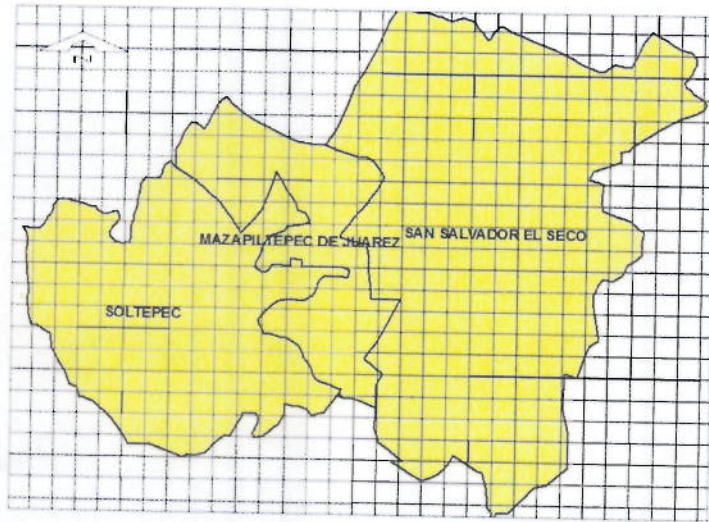 N
MAZAPILTEPEC DE JUAREZ
SAN SALVADOR EL SECO
SOLTEPEC